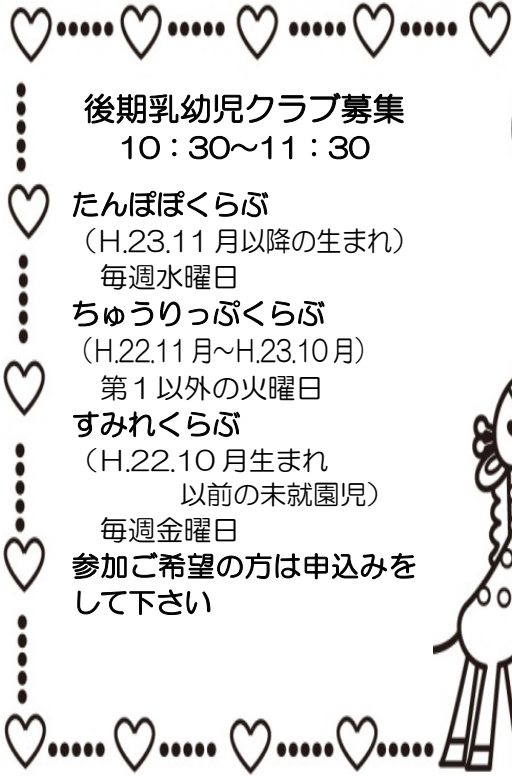 後期乳幼児クラブ募集
10：30～11：30
たんぽぽくらぶ
（H.23.11月以降の生まれ）
毎週水曜日
ちゅうりっぷくらぶ
（H.22.11月～H.23.10月）
第１以外の火曜日
すみれくらぶ
（H.22.10月生まれ
以前の未就園児）
毎週金曜日
参加ご希望の方は申込みを
して下さい